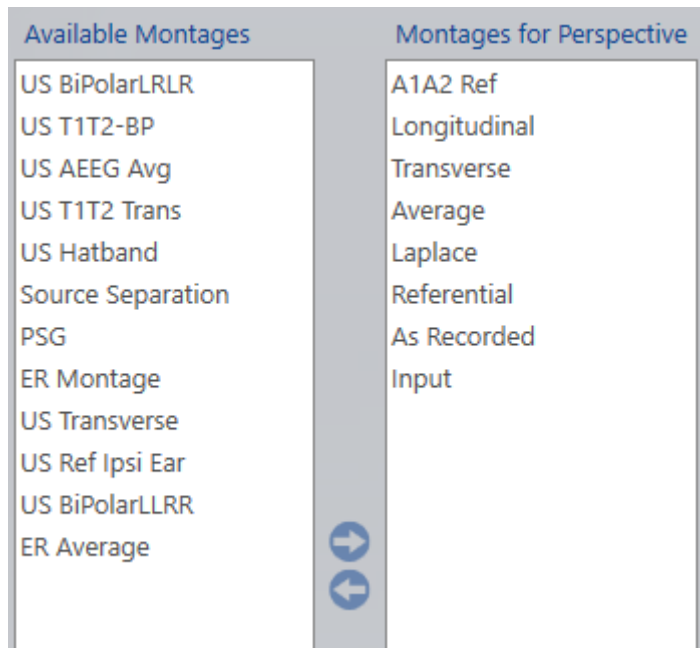 Available Montages
US BiPolarLRLR
US T1T2-BP
US AEEG Avg
US T1T2 Trans
US Hatband
Source Separation
PSG
ER Montage
US Transverse
US Ref Ipsi Ear
US BiPolarLLRR
ER Average
Montages for Perspective
A1A2 Ref
Longitudinal
Transverse
Average
Laplace
Referential
As Recorded
Input